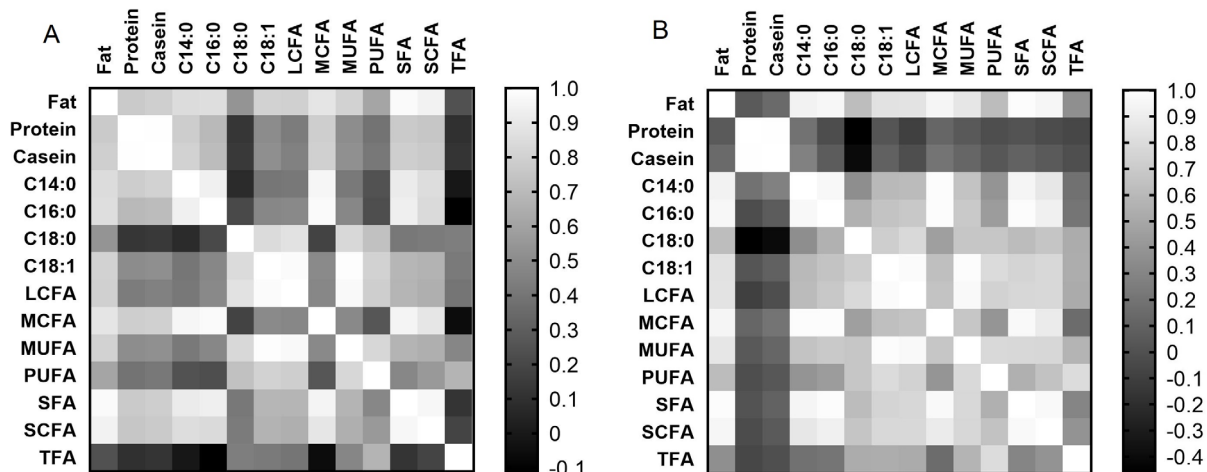 A
Fat Protein Casein C14:0 C16:0 C18:0 C18:1 LCFA MCFA MUFA PUFA SFA SCFA TFA
Fat
Protein
Casein
C14:0
C16:0
C18:0
C18:1
LCFA
MCFA
MUFA
PUFA
SFA
SCFA
TFA
1.0
0.9
0.8
0.7
0.6
0.5
0.4
0.3
0.2
0.1
0
-0.1
B
Fat Protein Casein C14:0 C16:0 C18:0 C18:1 LCFA MCFA MUFA PUFA SFA SCFA TFA
Fat
Protein
Casein
C14:0
C16:0
C18:0
C18:1
LCFA
MCFA
MUFA
PUFA
SFA
SCFA
TFA
1.0
0.9
0.8
0.7
0.6
0.5
0.4
0.3
0.2
0.1
0
-0.1
-0.2
-0.3
-0.4